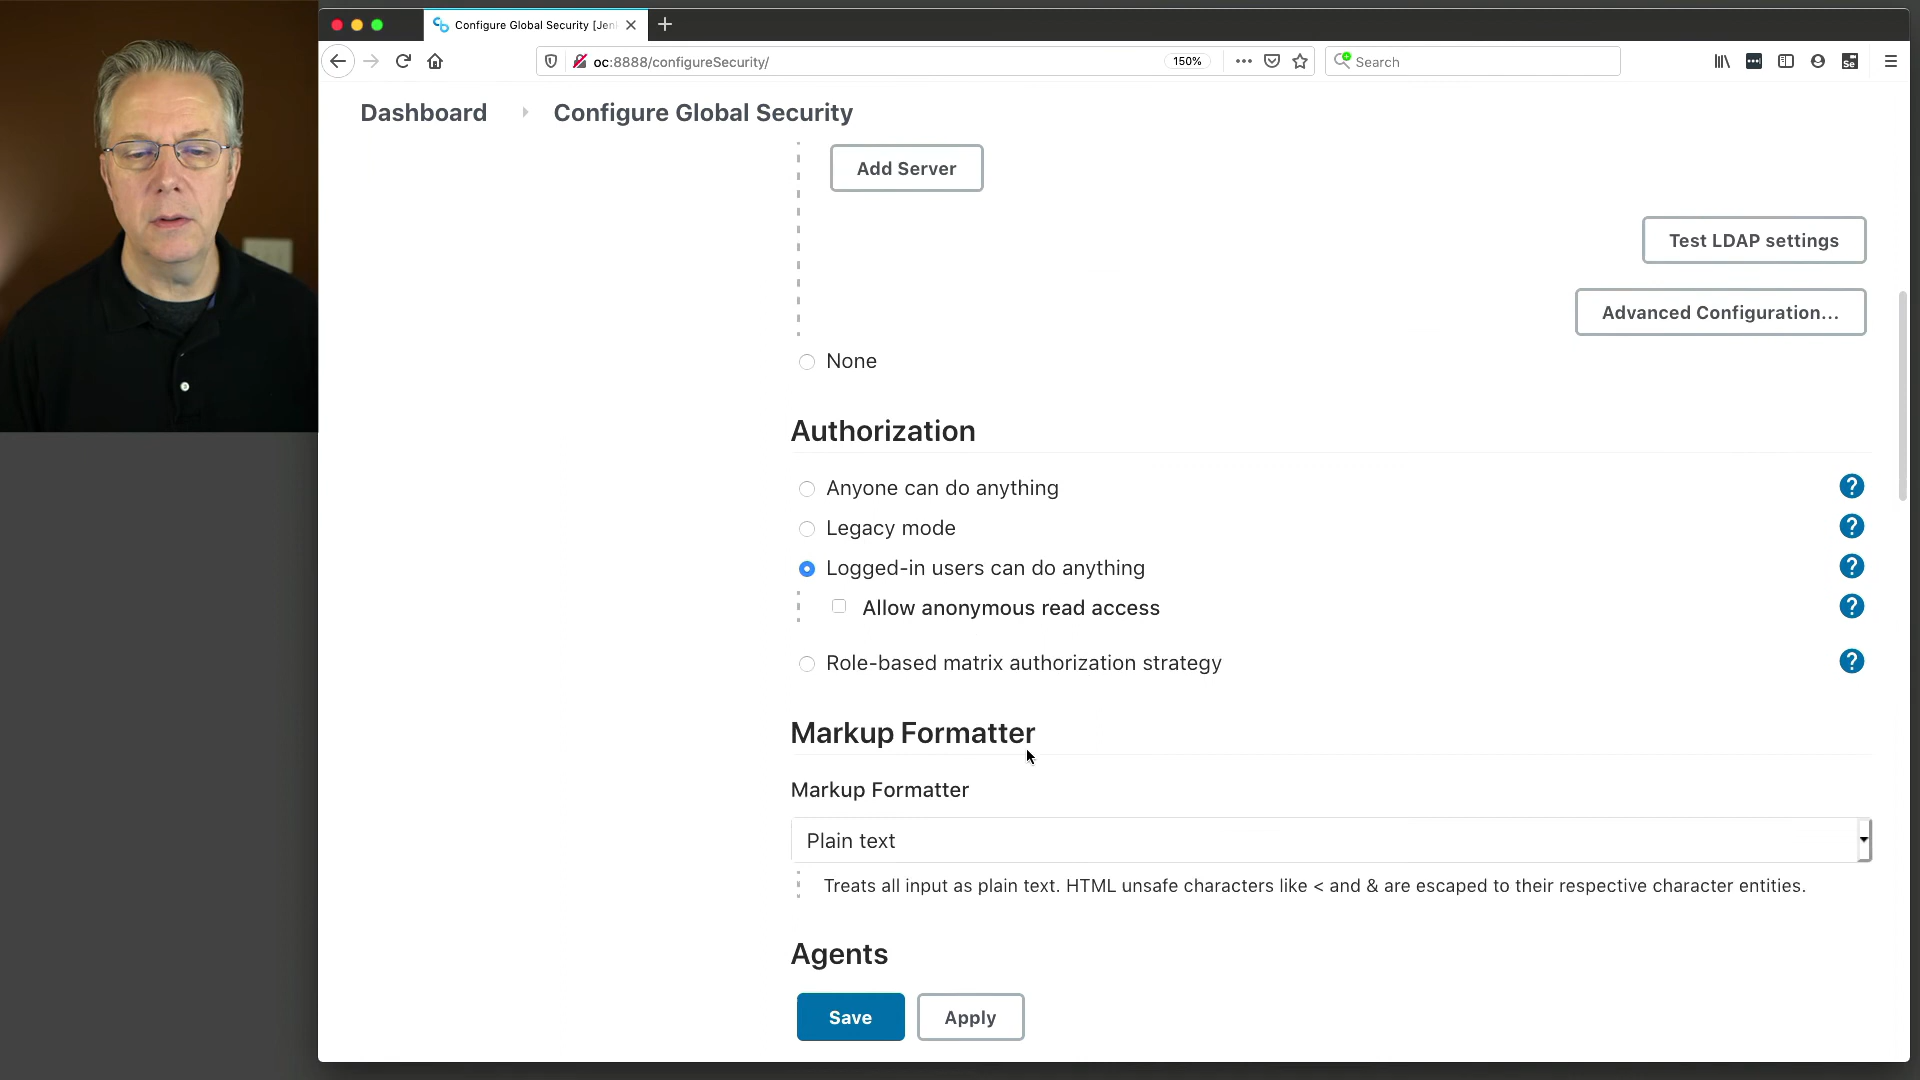 Configure Global Security [Jen
oc:8888/configureSecurity/
150%
Search
Se
Dashboard
Configure Global Security
Add Server
Test LDAP settings
Advanced Configuration...
None
Authorization
Anyone can do anything
?
Legacy mode
?
Logged-in users can do anything
?
Allow anonymous read access
?
Role-based matrix authorization strategy
?
Markup Formatter
Markup Formatter
Plain text
Treats all input as plain text. HTML unsafe characters like < and & are escaped to their respective character entities.
Agents
Save
Apply